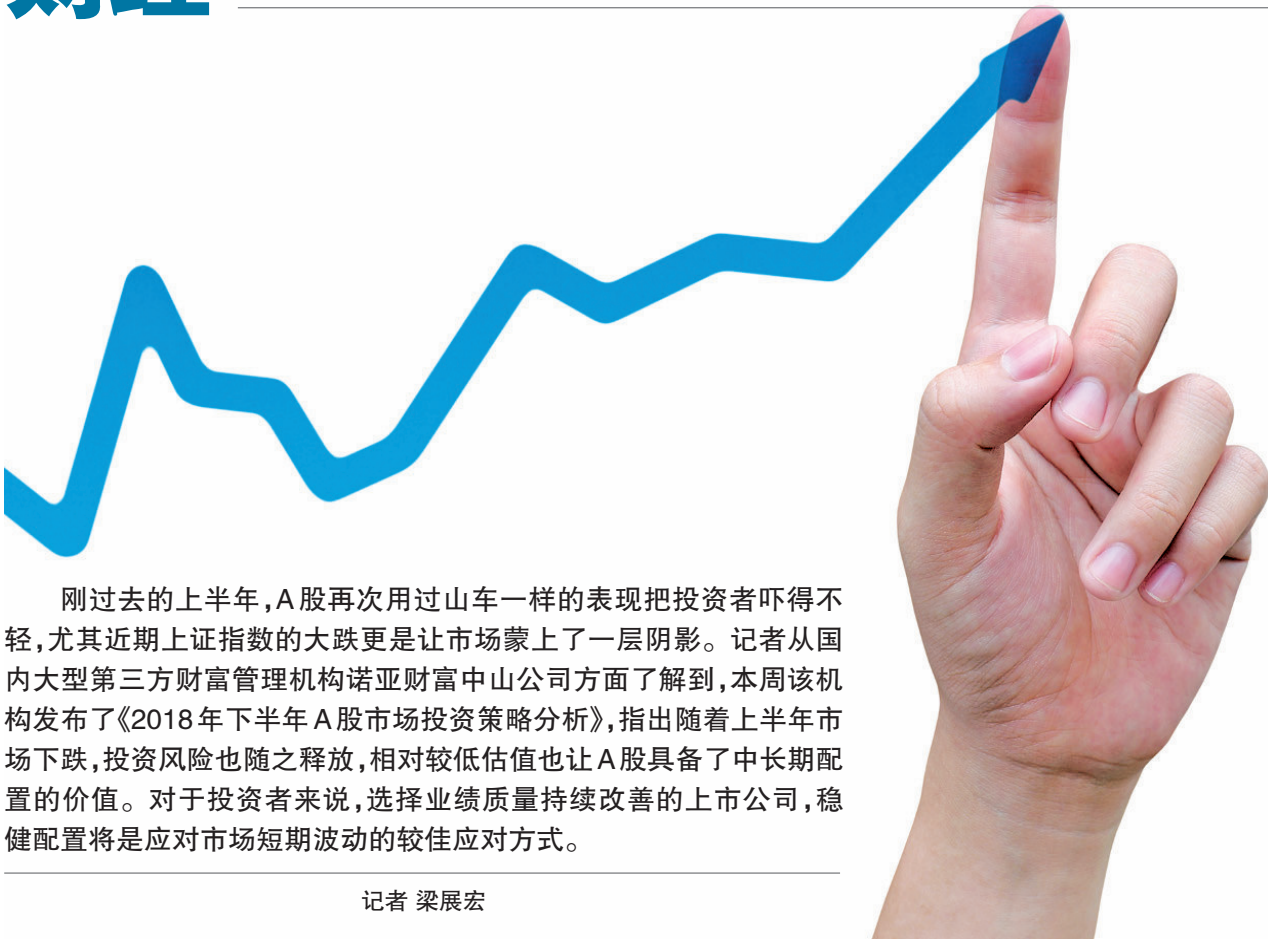 财经
刚过去的上半年,A股再次用过山车一样的表现把投资者吓得不
轻,尤其近期上证指数的大跌更是让市场蒙上了一层阴影。记者从国
内大型第三方财富管理机构诺亚财富中山公司方面了解到,本周该机
构发布了《2018年下半年A股市场投资策略分析》,指出随着上半年市
场下跌,投资风险也随之释放,相对较低估值也让A股具备了中长期配
置的价值。对于投资者来说,选择业绩质量持续改善的上市公司,稳
健配置将是应对市场短期波动的较佳应对方式。
记者 梁展宏